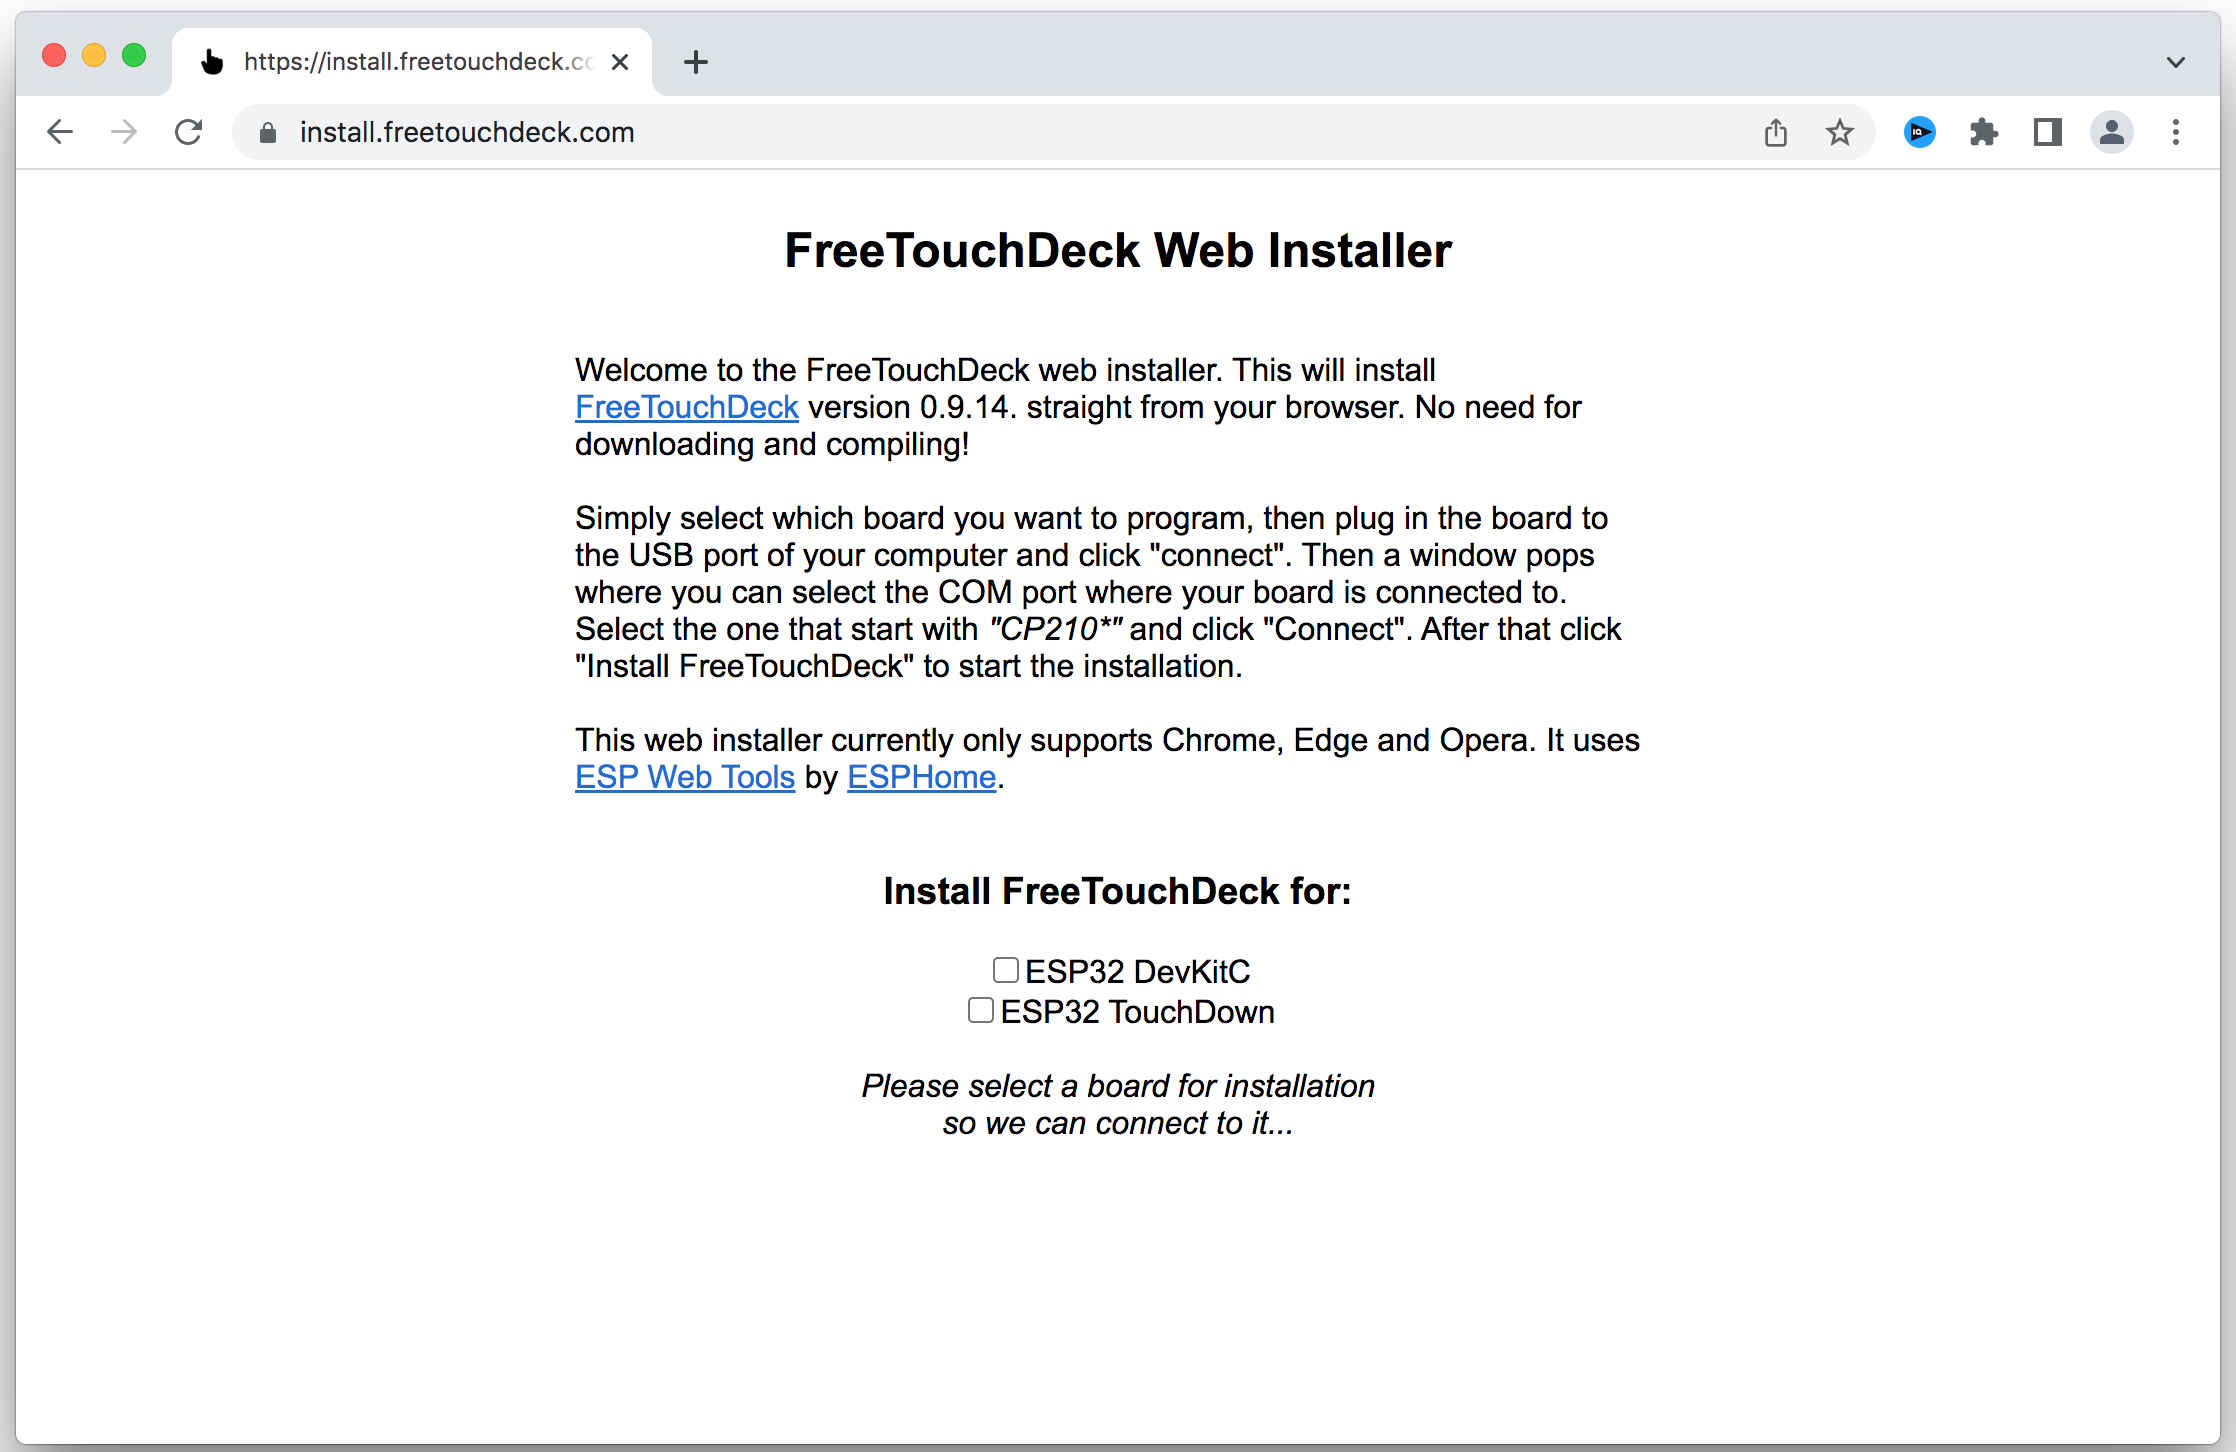 https://install.freetouchdeck.co
install.freetouchdeck.com
FreeTouchDeck Web Installer
Welcome to the FreeTouchDeck web installer. This will install
FreeTouchDeck version 0.9.14. straight from your browser. No need for
downloading and compiling!
Simply select which board you want to program, then plug in the board to
the USB port of your computer and click "connect". Then a window pops
where you can select the COM port where your board is connected to.
Select the one that start with "CP210*" and click "Connect". After that click
"Install FreeTouchDeck" to start the installation.
This web installer currently only supports Chrome, Edge and Opera. It uses
ESP Web Tools by ESPHome.
Install FreeTouchDeck for:
ESP32 DevKitC
ESP32 TouchDown
Please select a board for installation
so we can connect to it...